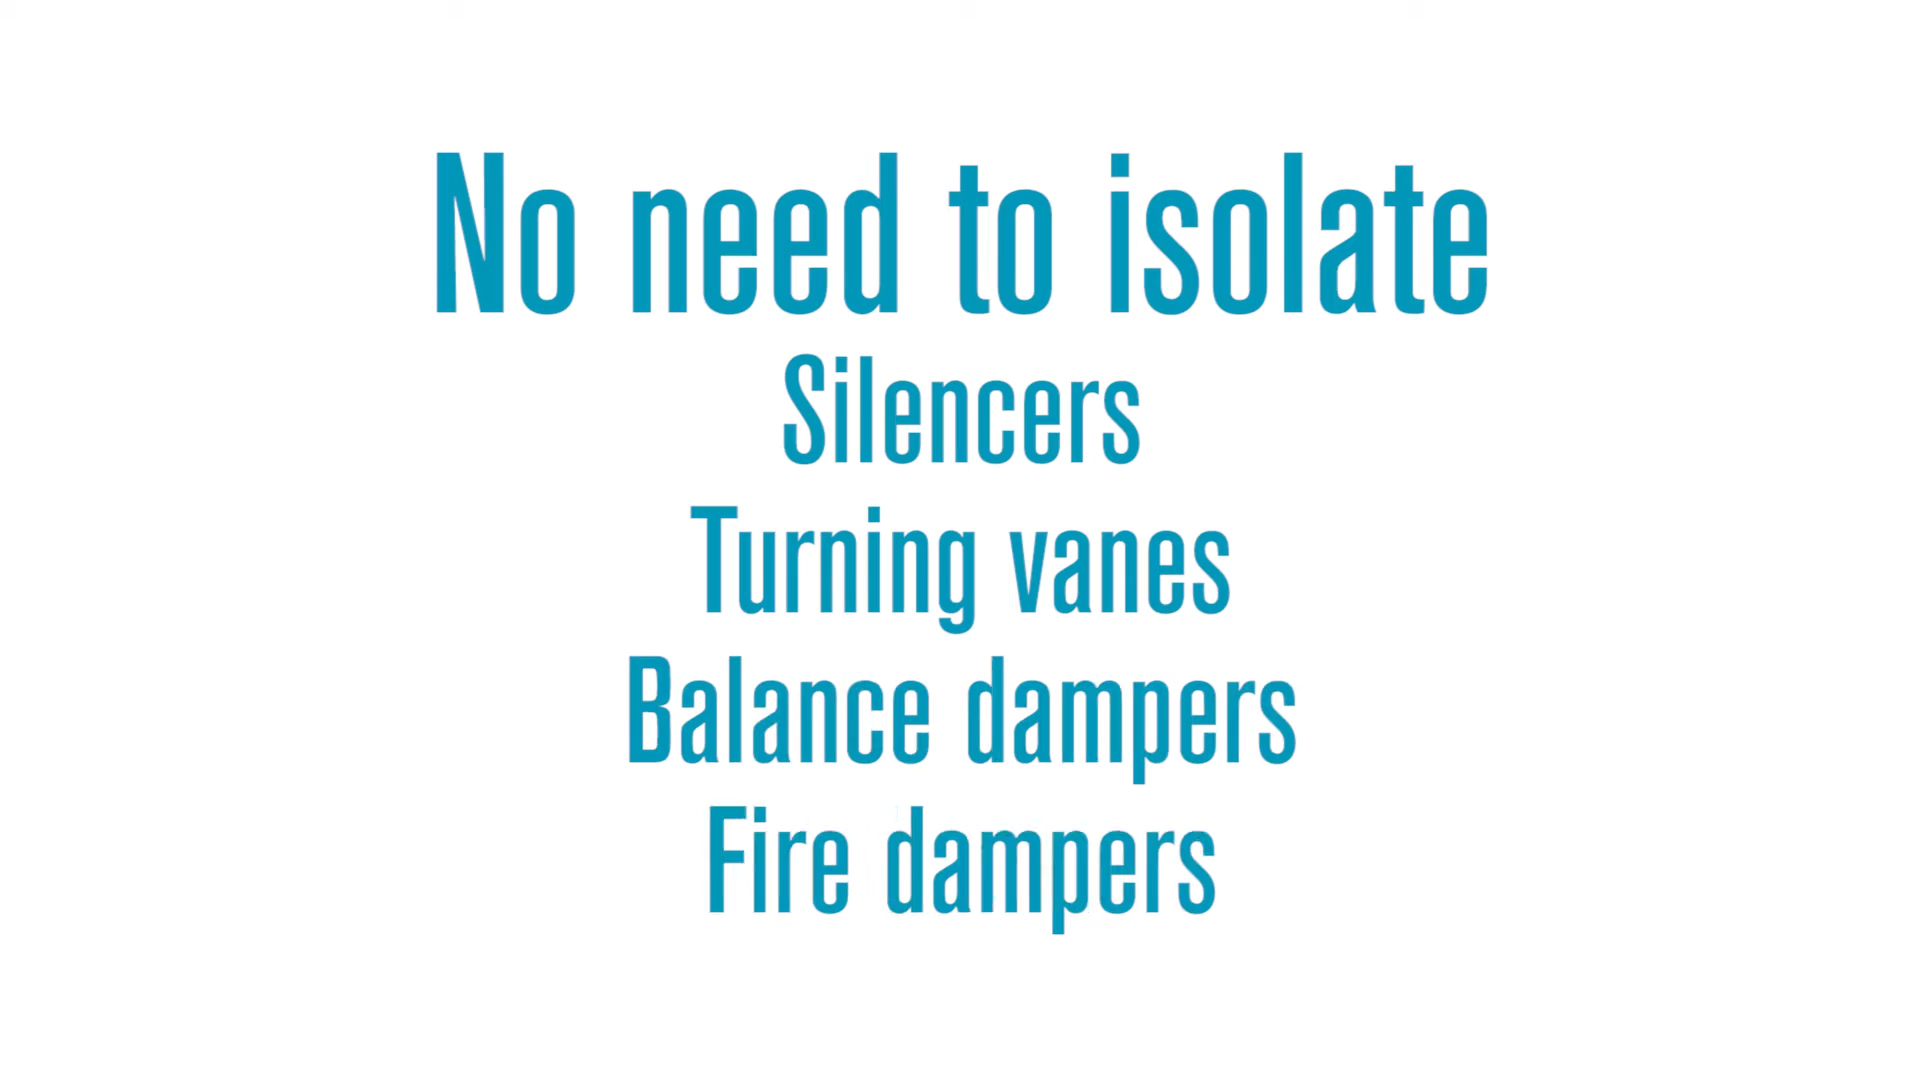 No need to isolate
Silencers
Turning vanes
Balance dampers
Fire dampers